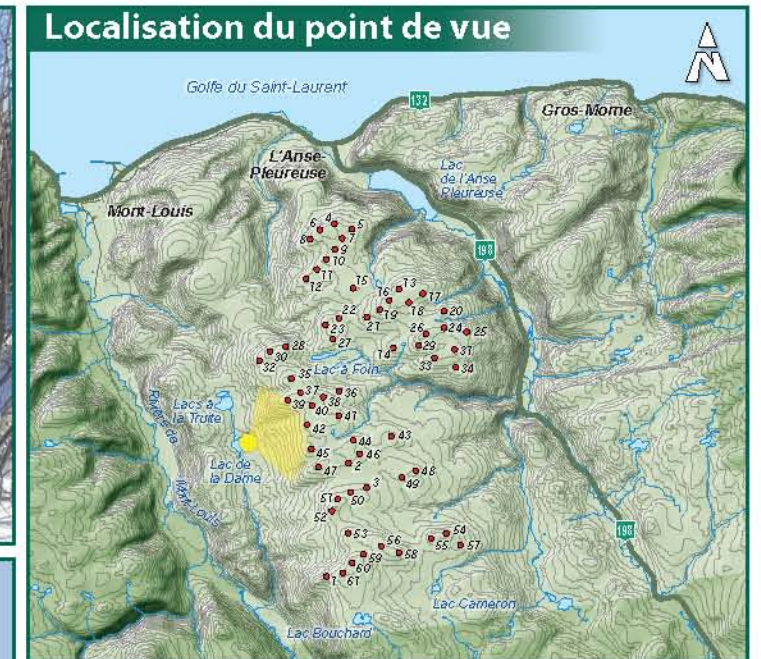 Localisation du point de vue
N
Golfe du Saint-Laurent
132
Gros-Morne
L'Anse-
Pleureuse
Lac
de l'Anse
Pleureuse
Mont-Louis
198
6 4 5
8 7
9
10
11
12
15 13
16 17
22 19 18 20
23 21 26 24 25
27
28 14 29 31
30
32 33 34
Lac à Foin
35
37 36
39 38
40 41
Lacs à
la Truite
42
44 43
45 46
47 2
Lac de
la Dame
Rivière de
Mont-Louis
48
49
3
51 50
52
53 54
56 55 57
59 58
60
1 61
198
Lac Cameron
Lac Bouchard